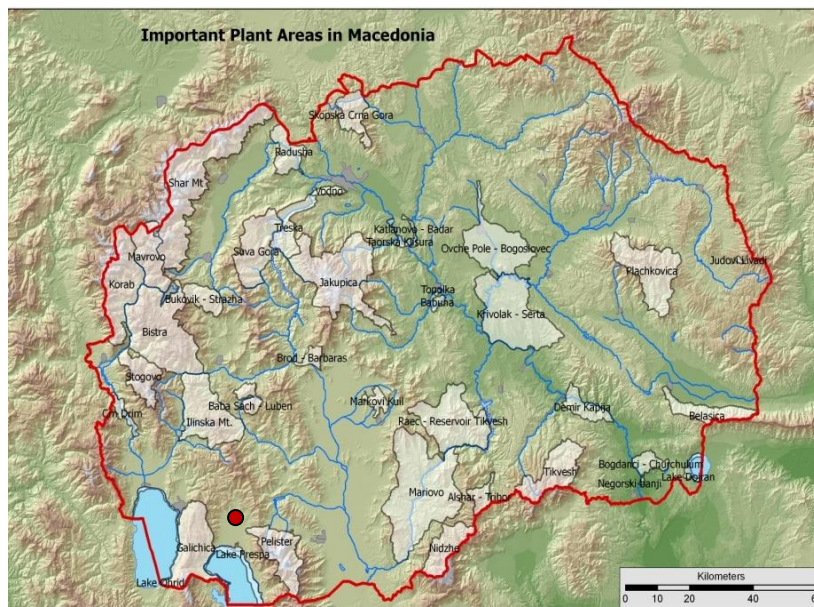 Important Plant Areas in Macedonia
Skopska Crna Gora
Radusha
Shar Mt
Vodno
Treska
Katlanovo - Badar
Taorska Klisura
Ovche Pole - Bogoslovec
Mavrovo
Suva Gora
Plachkovica
Judovi Livadi
Korab
Jakupica
Topolka
Babuna
Bukovik - Strazha
Krivolak - Serta
Bistra
Brod - Barbaras
Stogovo
Baba Sach - Luben
Markovi Kuli
Crn Drim
Demir Kapija
Belasica
Ilinska Mt.
Raec - Reservoir Tikvesh
Bogdanci - Churchulum
Tikvesh
Lake Dojran
Mariovo
Alshar - Tribor
Negorski banji
Pelister
Nidzhe
Galichica
Lake Prespa
Lake Ohrid
Kilometers
0 10 20 40 60